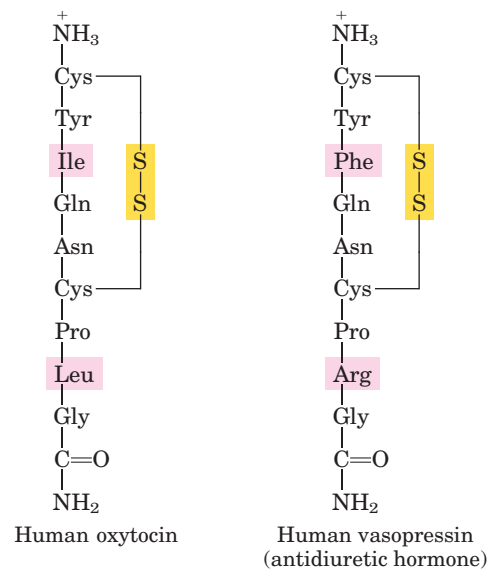 +
NH3
Cys
Tyr
Ile
S
Gln
S
Asn
Cys
Pro
Leu
Gly
C=O
NH2
Human oxytocin
+
NH3
Cys
Tyr
Phe
S
Gln
S
Asn
Cys
Pro
Arg
Gly
C=O
NH2
Human vasopressin
(antidiuretic hormone)